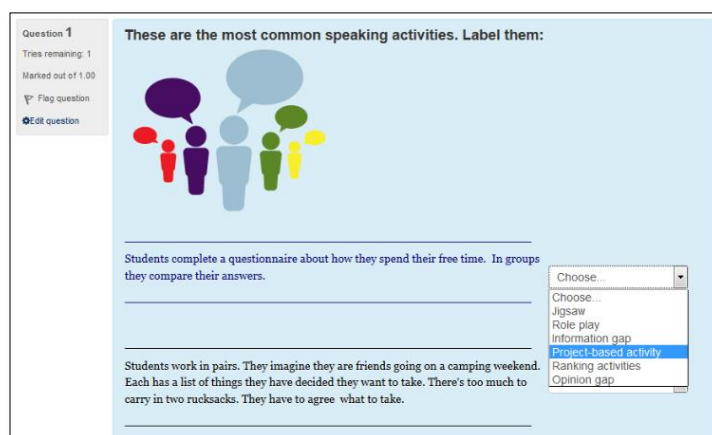 Question 1
Tries remaining: 1
Marked out of 1.00
Flag question
Edit question
These are the most common speaking activities. Label them:
Students complete a questionnaire about how they spend their free time. In groups
they compare their answers.
Choose...
Choose...
Jigsaw
Role play
Information gap
Project-based activity
Ranking activities
Opinion gap
Students work in pairs. They imagine they are friends going on a camping weekend.
Each has a list of things they have decided they want to take. There's too much to
carry in two rucksacks. They have to agree what to take.